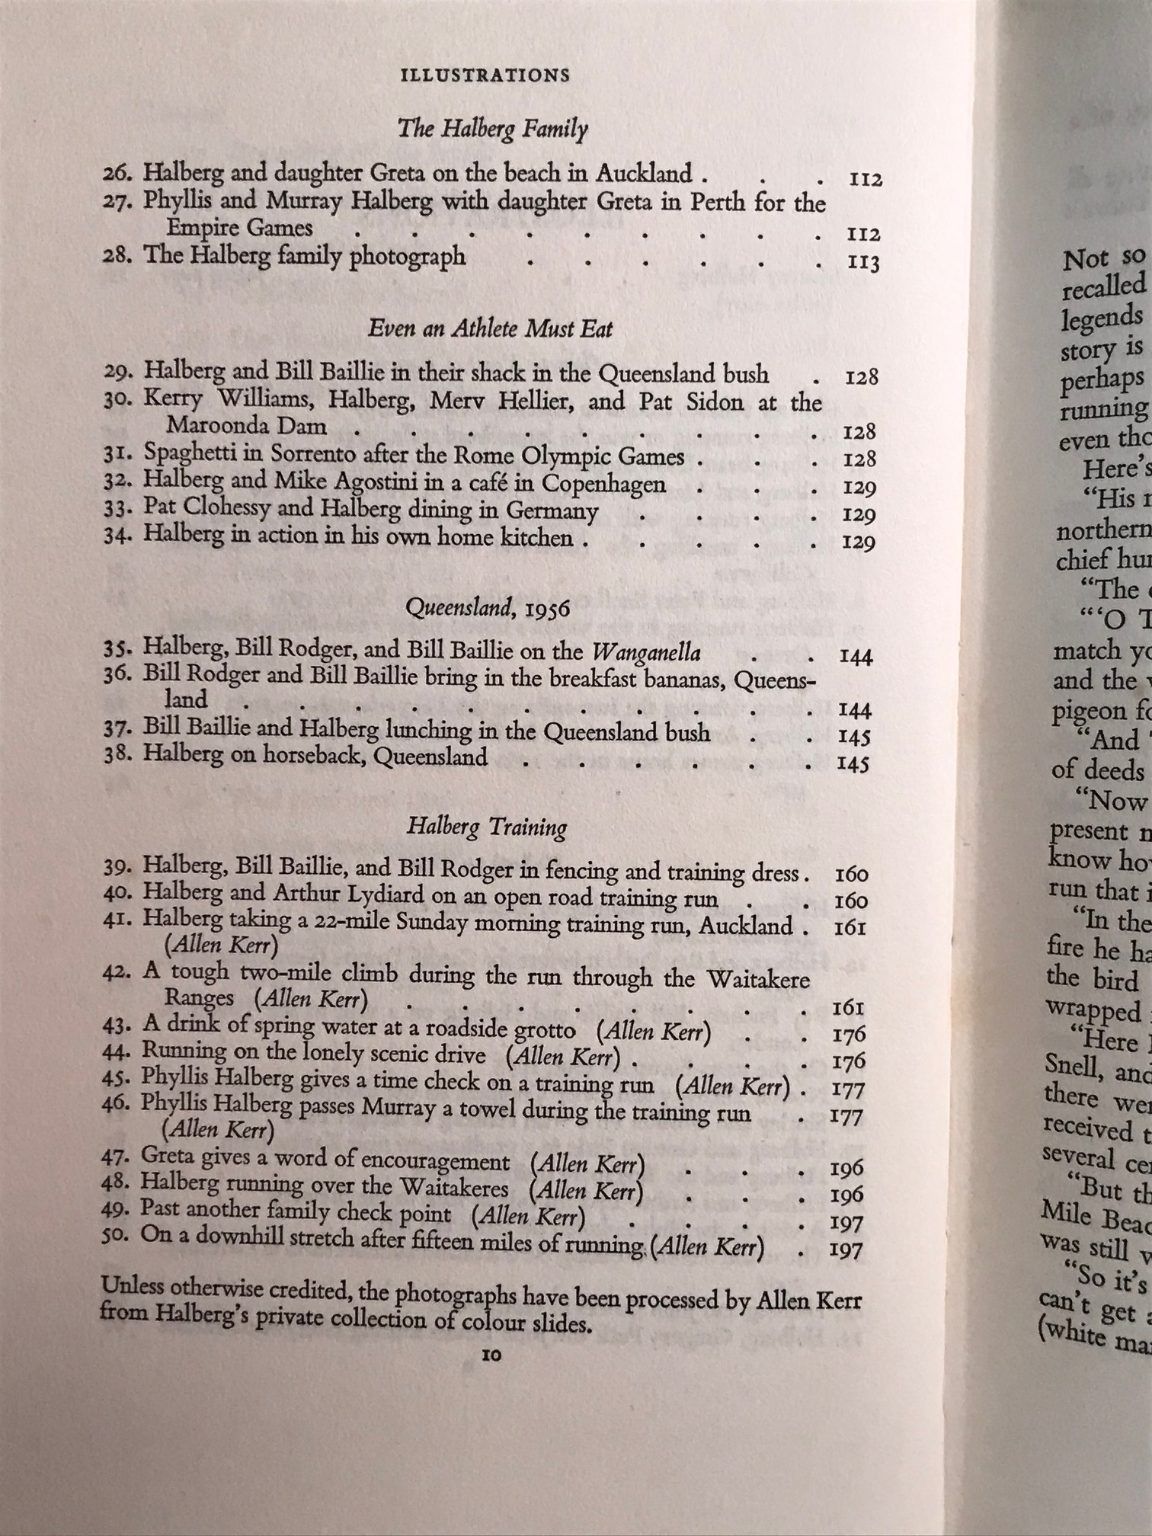 ILLUSTRATIONS
The Halberg Family
26. Halberg and daughter Greta on the beach in Auckland . . . 112
27. Phyllis and Murray Halberg with daughter Greta in Perth for the
Empire Games . . . . . . . . . 112
28. The Halberg family photograph . . . . . . 113
Even an Athlete Must Eat
29. Halberg and Bill Baillie in their shack in the Queensland bush . 128
30. Kerry Williams, Halberg, Merv Hellier, and Pat Sidon at the
Maroonda Dam . . . . . . . . . 128
31. Spaghetti in Sorrento after the Rome Olympic Games . . . 128
32. Halberg and Mike Agostini in a café in Copenhagen . . . 129
33. Pat Clohessy and Halberg dining in Germany . . . . 129
34. Halberg in action in his own home kitchen . . . . . 129
Queensland, 1956
35. Halberg, Bill Rodger, and Bill Baillie on the Wanganella . . 144
36. Bill Rodger and Bill Baillie bring in the breakfast bananas, Queens-
land . . . . . . . . . . . 144
37. Bill Baillie and Halberg lunching in the Queensland bush . . 145
38. Halberg on horseback, Queensland . . . . . . 145
Halberg Training
39. Halberg, Bill Baillie, and Bill Rodger in fencing and training dress . 160
40. Halberg and Arthur Lydiard on an open road training run . . 160
41. Halberg taking a 22-mile Sunday morning training run, Auckland . 161
(Allen Kerr)
42. A tough two-mile climb during the run through the Waitakere
Ranges (Allen Kerr) . . . . . . . . 161
43. A drink of spring water at a roadside grotto (Allen Kerr) . . 176
44. Running on the lonely scenic drive (Allen Kerr) . . . . 176
45. Phyllis Halberg gives a time check on a training run (Allen Kerr) . 177
46. Phyllis Halberg passes Murray a towel during the training run . 177
(Allen Kerr)
47. Greta gives a word of encouragement (Allen Kerr) . . . 196
48. Halberg running over the Waitakeres (Allen Kerr) . . . 196
49. Past another family check point (Allen Kerr) . . . . 197
50. On a downhill stretch after fifteen miles of running (Allen Kerr) . 197
Unless otherwise credited, the photographs have been processed by Allen Kerr
from Halberg's private collection of colour slides.
10
Not so
recalled
legends
story is
perhaps
running
even tho
Here's
“His
northern
chief hu
“The
“‘O T
match yo
and the
pigeon fo
“And
of deeds
“Now
present
know ho
run that i
“In the
fire he ha
the bird
wrapped
“Here
Snell, and
there we
received t
several ce
“But th
Mile Beac
was still
“So it's
can't get a
(white ma